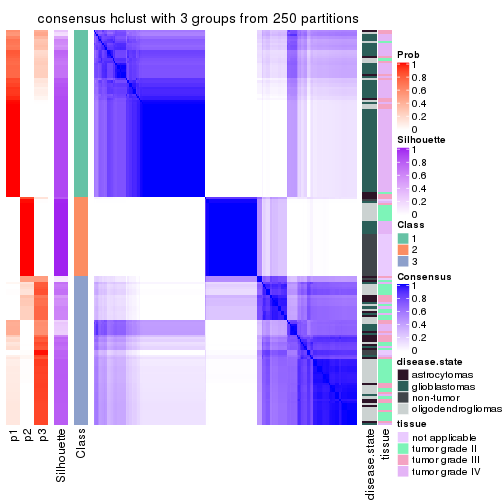 consensus hclust with 3 groups from 250 partitions
Prob
1
0.8
0.6
0.4
0.2
0
Silhouette
1
0.8
0.6
0.4
0.2
0
Class
1
2
3
Consensus
1
0.8
0.6
0.4
0.2
0
disease.state
astrocytomas
glioblastomas
non-tumor
oligodendrogliomas
tissue
not applicable
tumor grade II
tumor grade III
tumor grade IV
p1
p2
p3
Silhouette
Class
disease.state
tissue